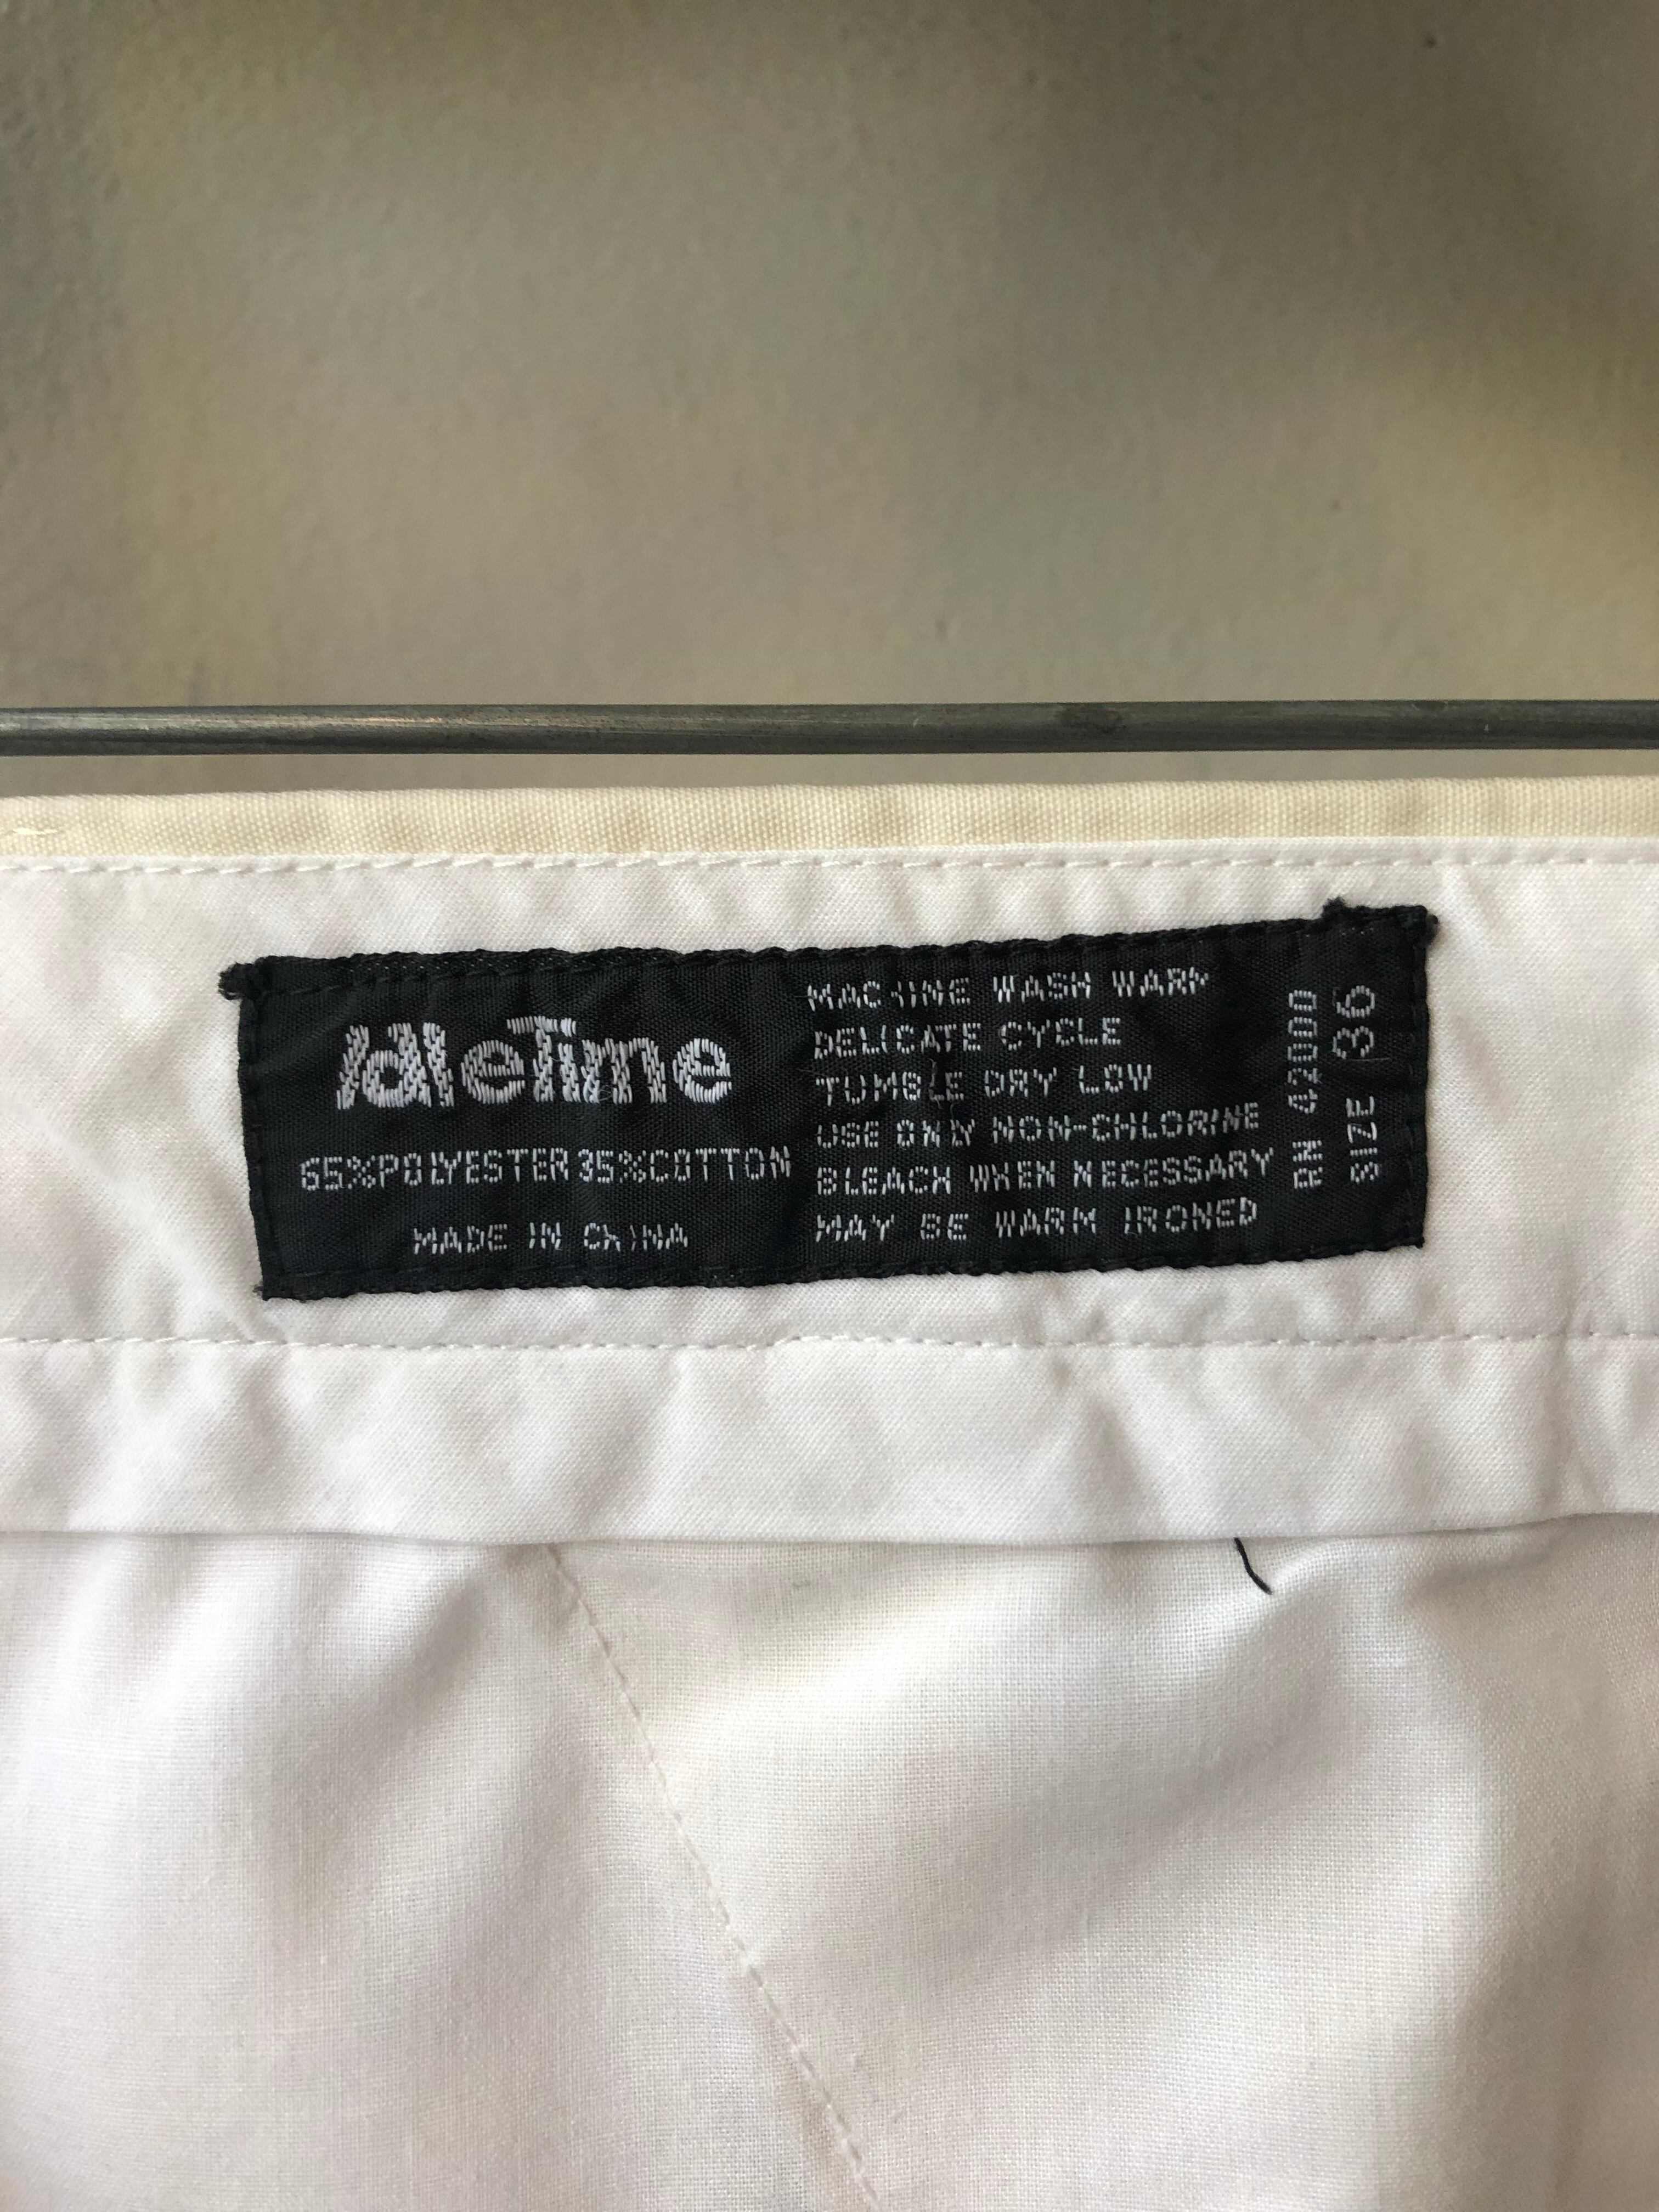 IdleTime
65%POLYESTER 35%COTTON
MADE IN CHINA
MACHINE WASH WARM
DELICATE CYCLE
TUMBLE DRY LOW
USE ONLY NON-CHLORINE
BLEACH WHEN NECESSARY
MAY BE WARM IRONED
RN 42000
SIZE 36